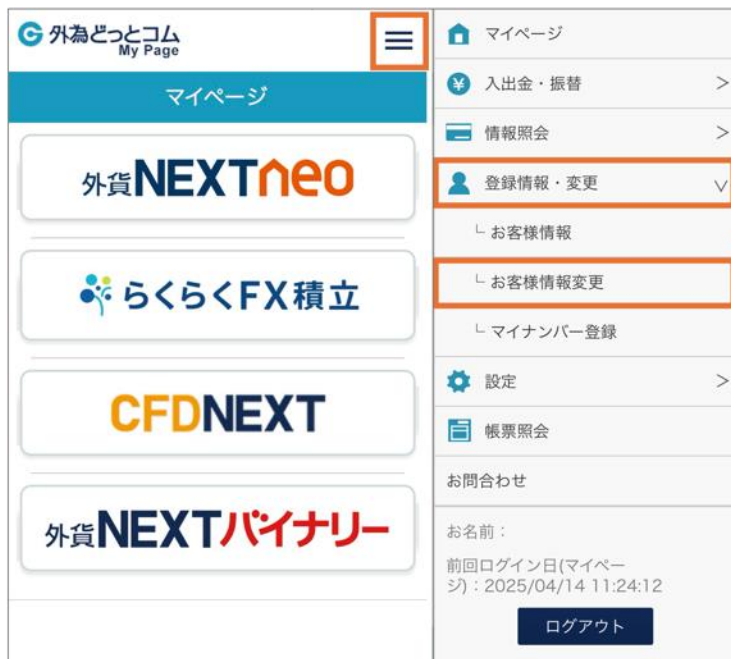 外為どっとコム
My Page
マイページ
外貨NEXTneo
らくらくFX積立
CFDNEXT
外貨NEXTバイナリー
マイページ
入出金・振替
情報照会
登録情報・変更
└ お客様情報
└ お客様情報変更
└ マイナンバー登録
設定
帳票照会
お問合わせ
お名前：
前回ログイン日(マイペー
ジ)：2025/04/14 11:24:12
ログアウト